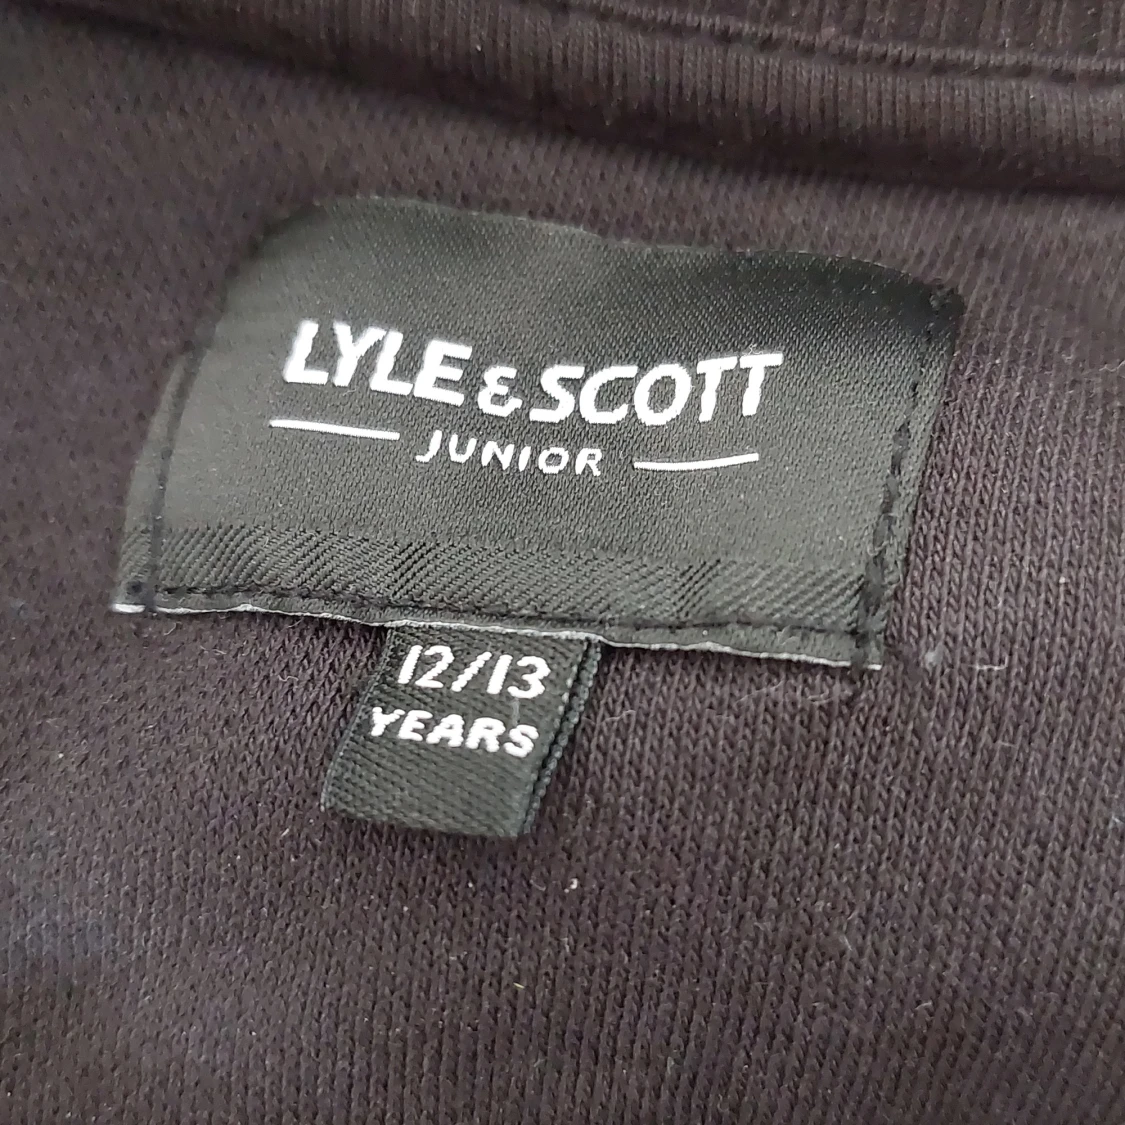 LYLE & SCOTT
JUNIOR
12/13
YEARS